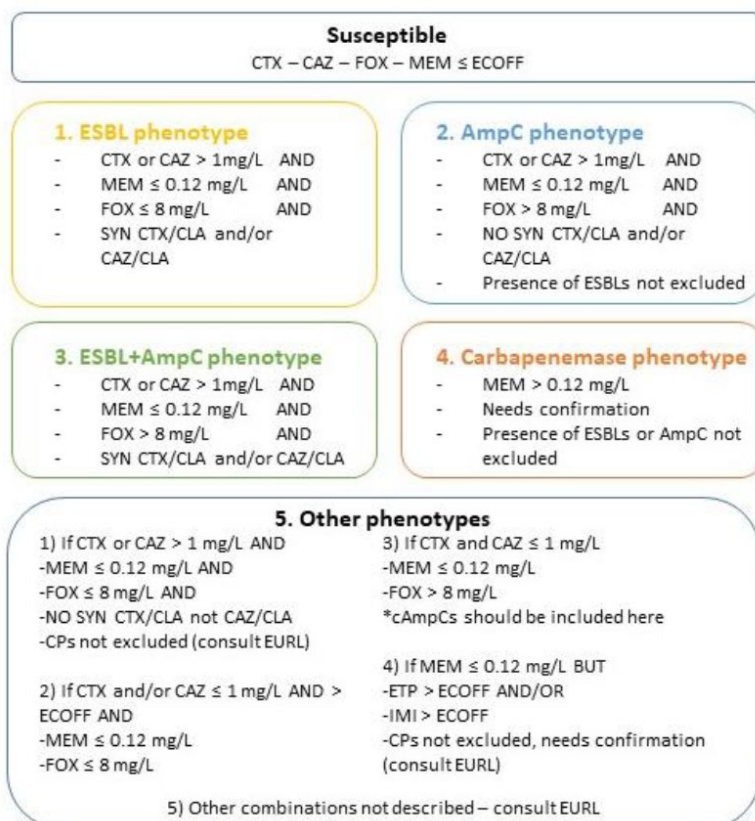 Susceptible
CTX – CAZ – FOX – MEM ≤ ECOFF
1. ESBL phenotype
- CTX or CAZ > 1mg/L AND
- MEM ≤ 0.12 mg/L AND
- FOX ≤ 8 mg/L AND
- SYN CTX/CLA and/or
CAZ/CLA
2. AmpC phenotype
- CTX or CAZ > 1mg/L AND
- MEM ≤ 0.12 mg/L AND
- FOX > 8 mg/L AND
- NO SYN CTX/CLA and/or
CAZ/CLA
- Presence of ESBLs not excluded
3. ESBL+AmpC phenotype
- CTX or CAZ > 1mg/L AND
- MEM ≤ 0.12 mg/L AND
- FOX > 8 mg/L AND
- SYN CTX/CLA and/or CAZ/CLA
4. Carbapenemase phenotype
- MEM > 0.12 mg/L
- Needs confirmation
- Presence of ESBLs or AmpC not
excluded
5. Other phenotypes
1) If CTX or CAZ > 1 mg/L AND
-MEM ≤ 0.12 mg/L AND
-FOX ≤ 8 mg/L AND
-NO SYN CTX/CLA not CAZ/CLA
-CPs not excluded (consult EURL)
2) If CTX and/or CAZ ≤ 1 mg/L AND >
ECOFF AND
-MEM ≤ 0.12 mg/L
-FOX ≤ 8 mg/L
3) If CTX and CAZ ≤ 1 mg/L
-MEM ≤ 0.12 mg/L
-FOX > 8 mg/L
*cAmpCs should be included here
4) If MEM ≤ 0.12 mg/L BUT
-ETP > ECOFF AND/OR
-IMI > ECOFF
-CPs not excluded, needs confirmation
(consult EURL)
5) Other combinations not described – consult EURL